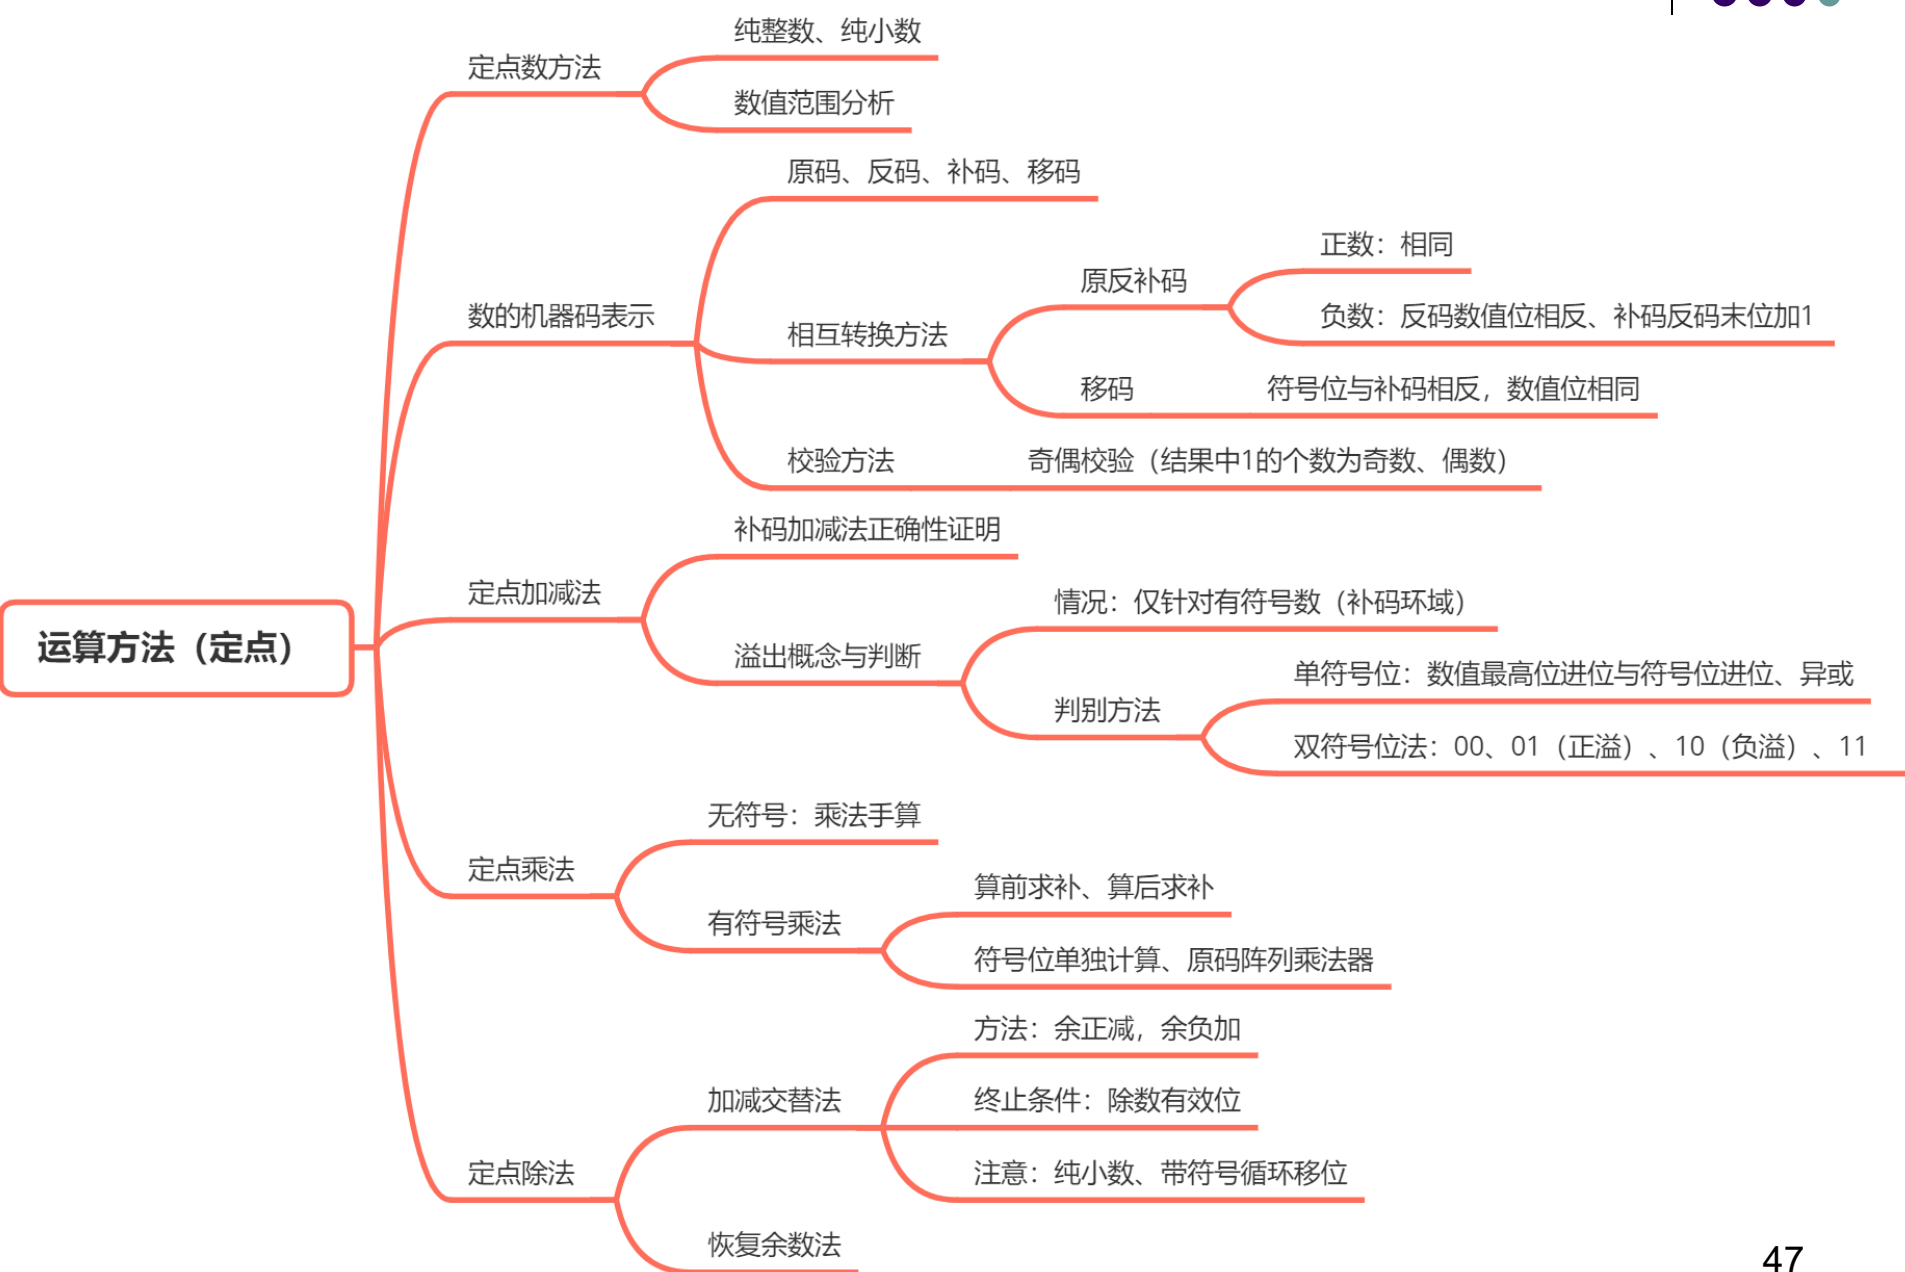 纯整数、纯小数
定点数方法
数值范围分析
原码、反码、补码、移码
正数：相同
原反补码
数的机器码表示
负数：反码数值位相反、补码反码末位加1
相互转换方法
移码
符号位与补码相反，数值位相同
校验方法
奇偶校验（结果中1的个数为奇数、偶数）
补码加减法正确性证明
定点加减法
情况：仅针对有符号数（补码环域）
运算方法（定点）
溢出概念与判断
单符号位：数值最高位进位与符号位进位、异或
判别方法
双符号位法：00、01（正溢）、10（负溢）、11
无符号：乘法手算
定点乘法
算前求补、算后求补
有符号乘法
符号位单独计算、原码阵列乘法器
方法：余正减，余负加
加减交替法
终止条件：除数有效位
定点除法
注意：纯小数、带符号循环移位
恢复余数法
47